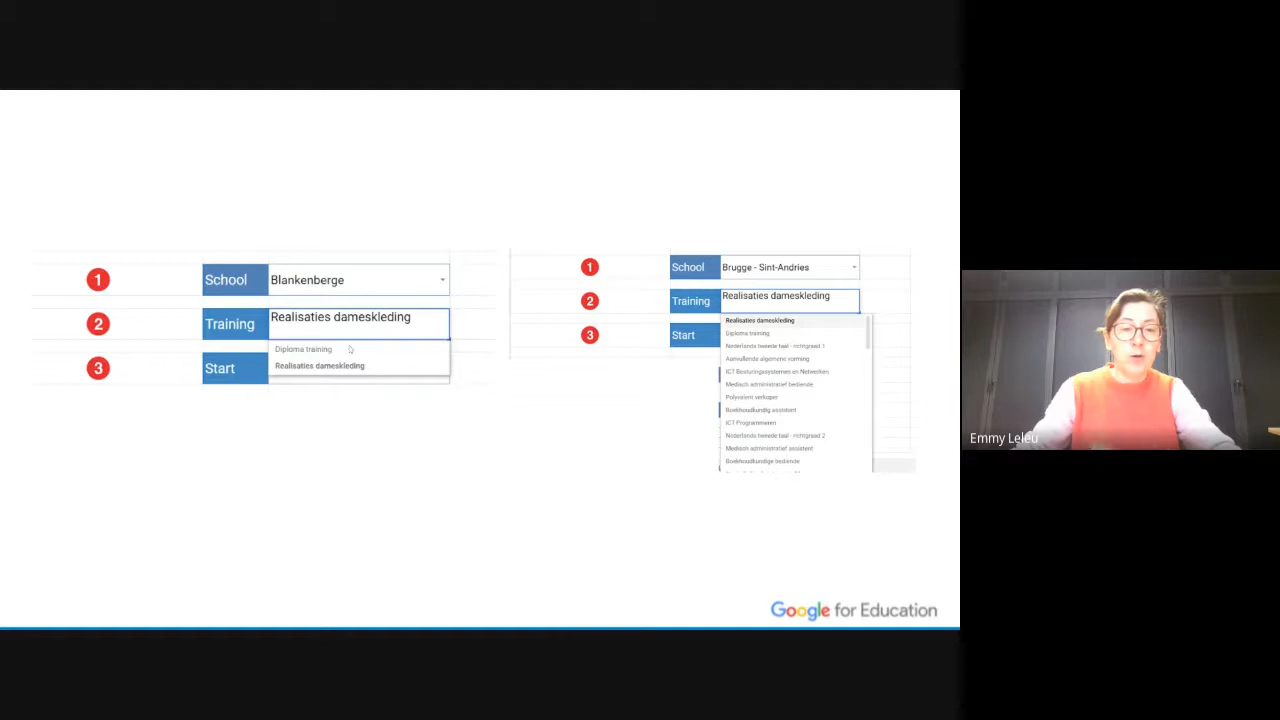 1 School Blankenberge
2 Training Realisaties dameskleding
Diploma training
Realisaties dameskleding
3 Start
1 School Brugge - Sint-Andries
2 Training Realisaties dameskleding
Realisaties dameskleding
3 Start
Diploma training
Nederlands tweede taal - richtgraad 1
Aanvullende algemene vorming
ICT Besturingssystemen en Netwerken
Medisch administratief bediende
Polyvalent verkoper
Boekhoudkundig assistent
ICT Programmeren
Nederlands tweede taal - richtgraad 2
Medisch administratief assistent
Boekhoudkundige bediende
Google for Education
Emmy Leleu